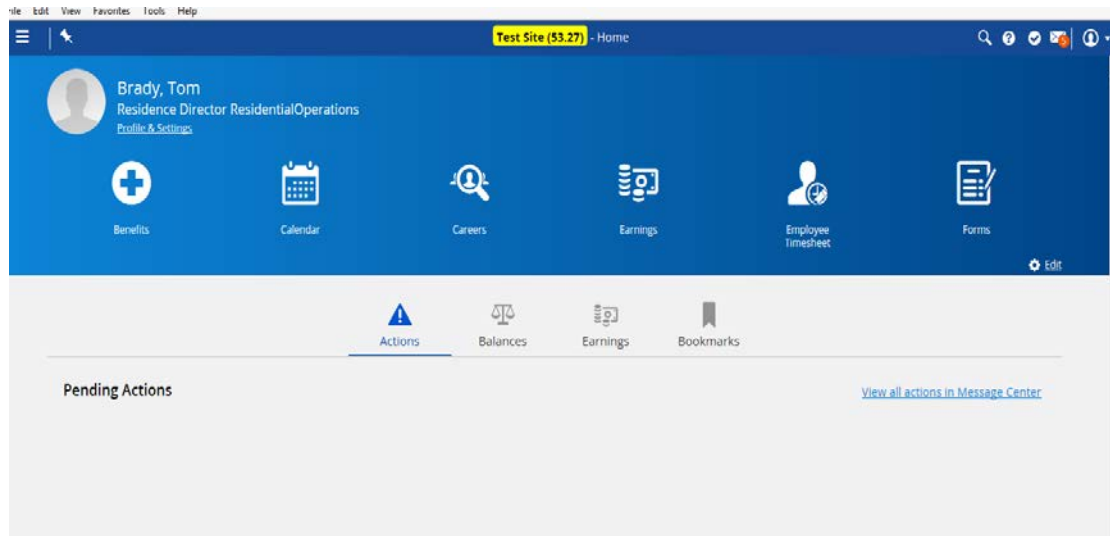 File Edit View Favorites Tools Help
Test Site (53.27) - Home
Brady, Tom
Residence Director ResidentialOperations
Profile & Settings
Benefits Calendar Careers Earnings Employee Timesheet Forms
Edit
Actions Balances Earnings Bookmarks
Pending Actions View all actions in Message Center